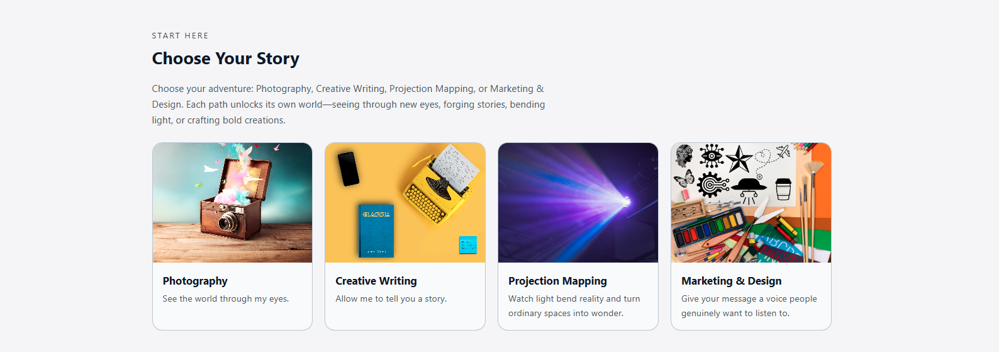 START HERE
Choose Your Story
Choose your adventure: Photography, Creative Writing, Projection Mapping, or Marketing &
Design. Each path unlocks its own world—seeing through new eyes, forging stories, bending
light, or crafting bold creations.
Photography
See the world through my eyes.
Creative Writing
Allow me to tell you a story.
Projection Mapping
Watch light bend reality and turn
ordinary spaces into wonder.
Marketing & Design
Give your message a voice people
genuinely want to listen to.
ABCDE